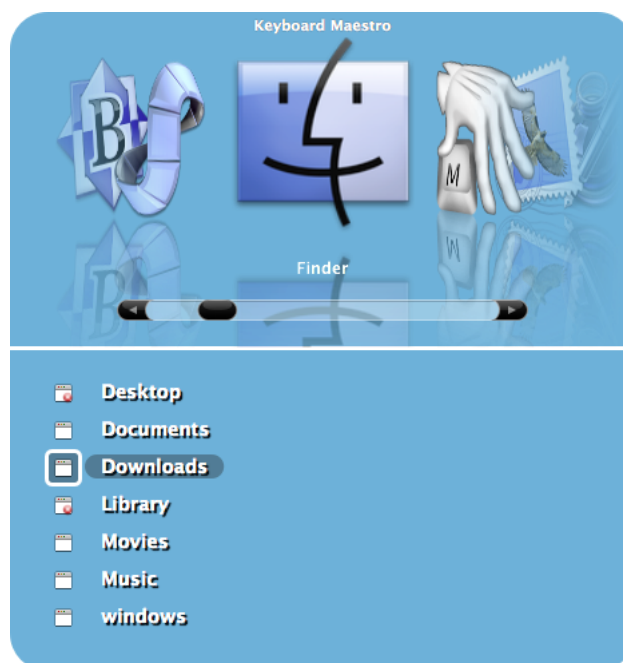 Keyboard Maestro
B
M
Finder
Desktop
Documents
Downloads
Library
Movies
Music
windows